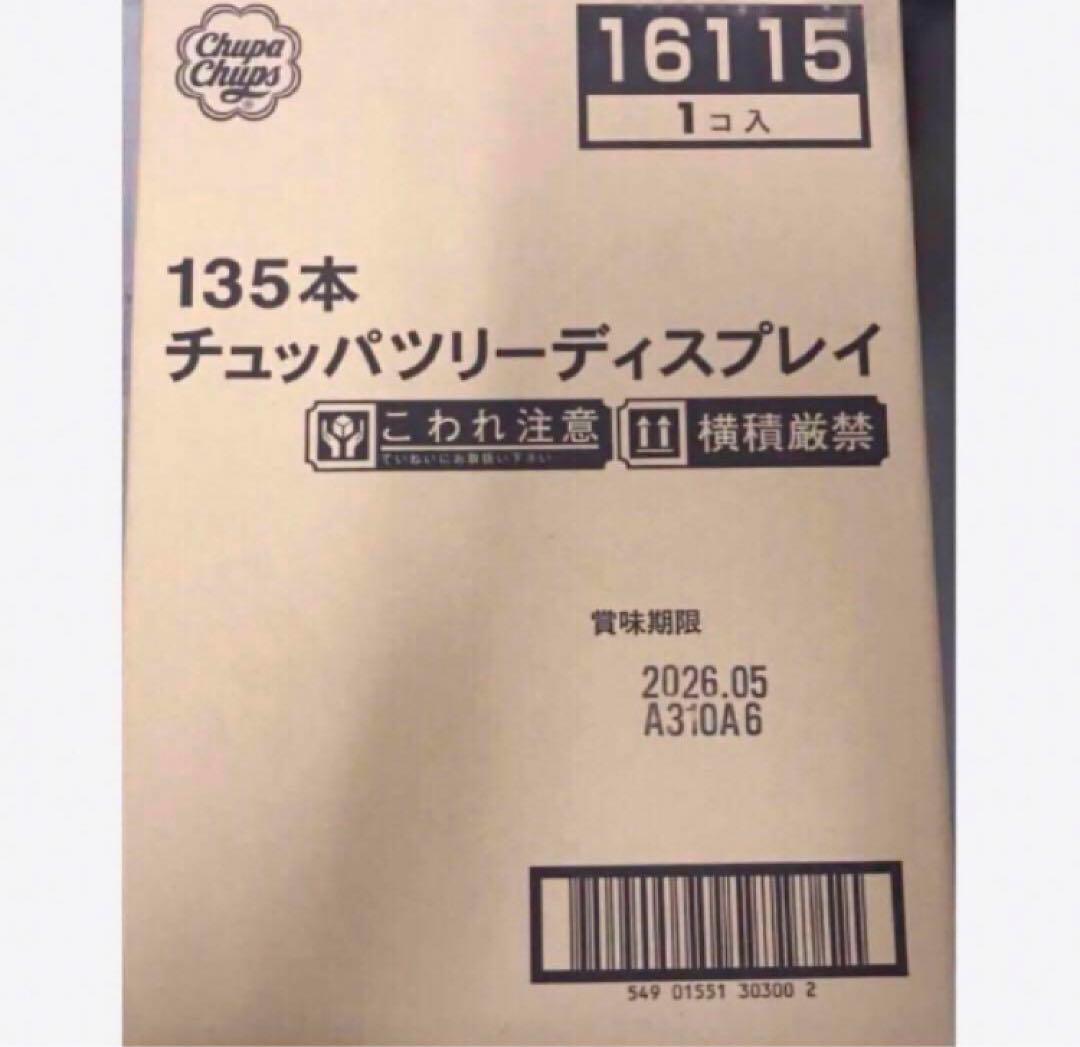 Chupa
Chups
®
16115
1コ入
135本
チュッパツリーディスプレイ
こわれ注意
ていねいにお取扱い下さい
横積厳禁
賞味期限
2026.05
A310A6
549 01551 30300 2